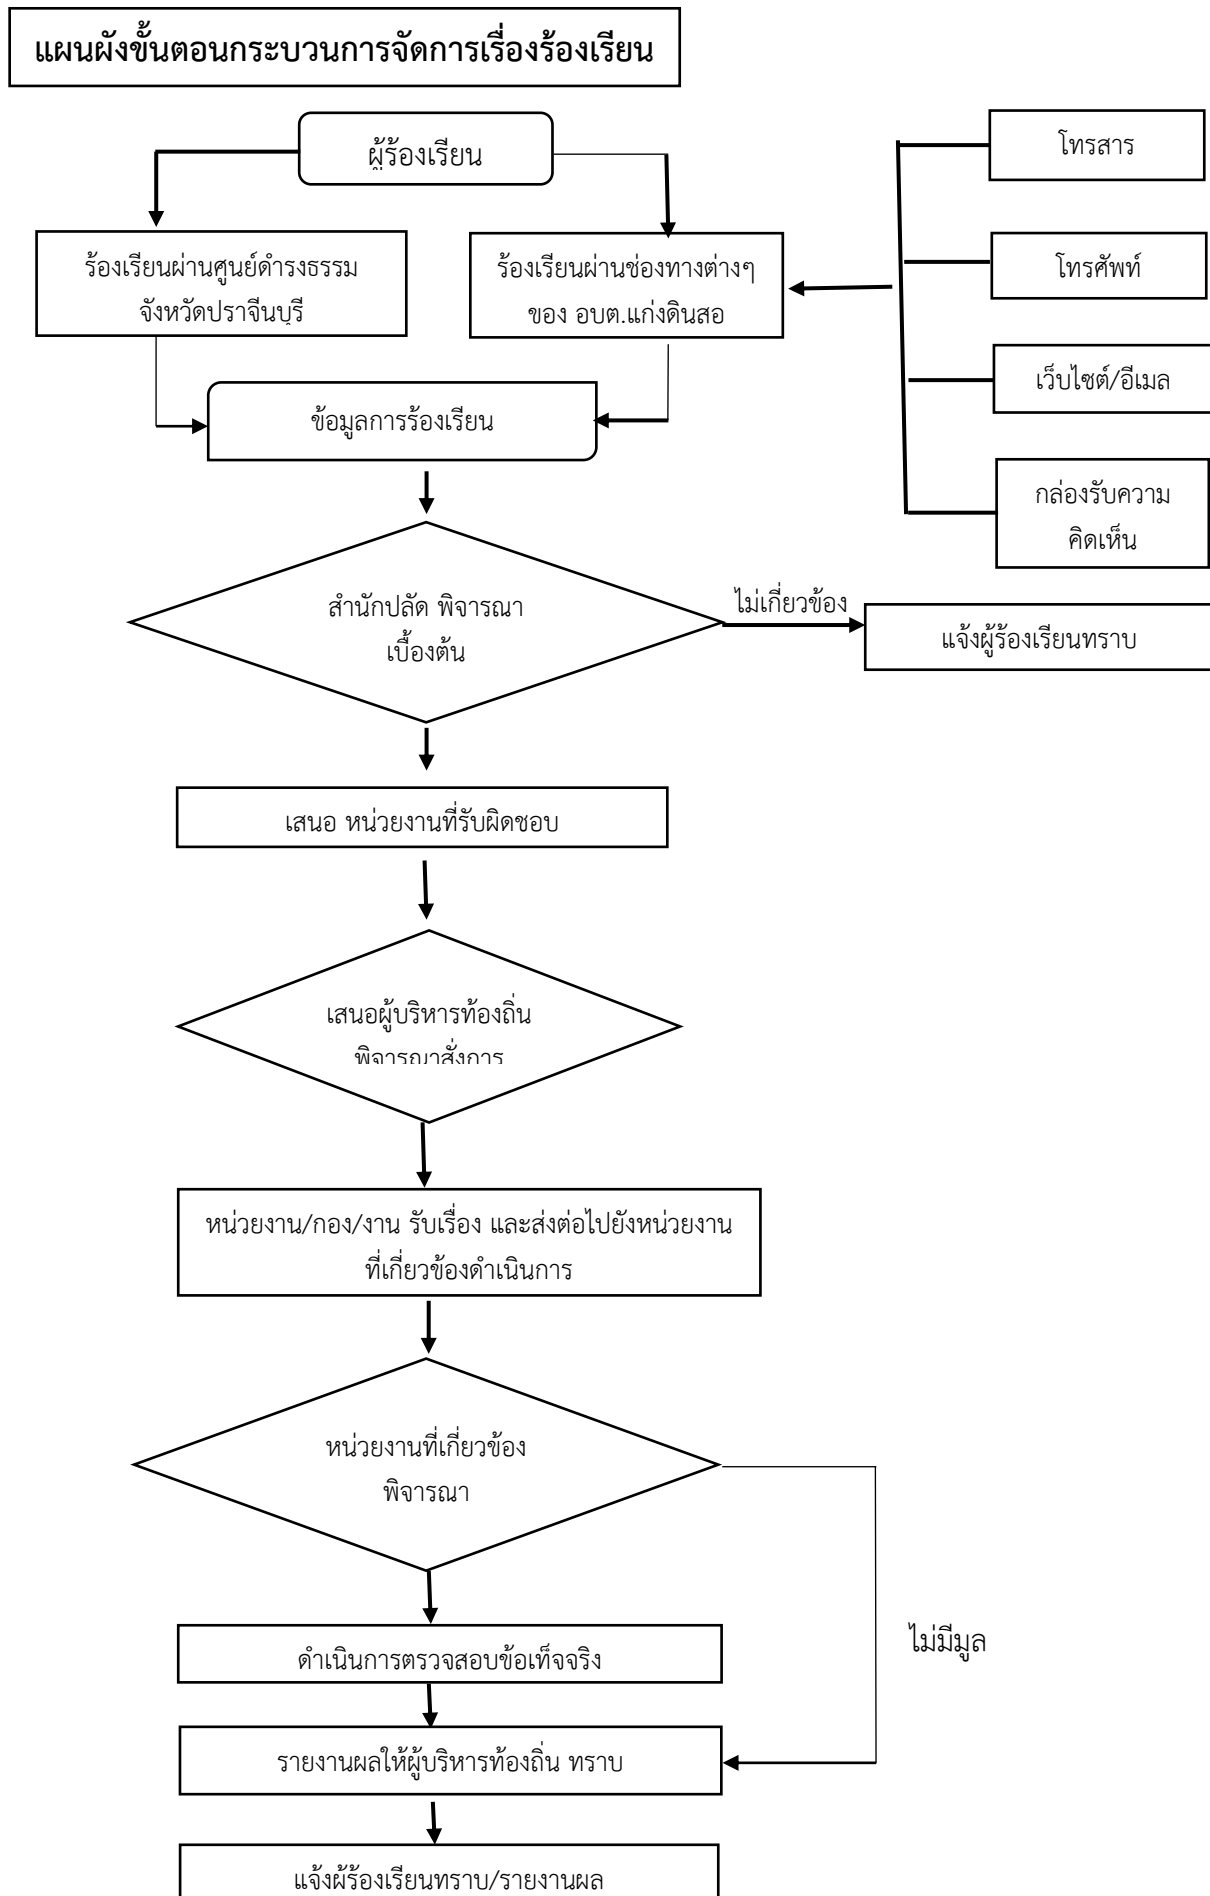 แผนผังขั้นตอนกระบวนการจัดการเรื่องร้องเรียน
ผู้ร้องเรียน
ร้องเรียนผ่านศูนย์ดำรงธรรม
จังหวัดปราจีนบุรี
ร้องเรียนผ่านช่องทางต่างๆ
ของ อบต.แก่งดินสอ
โทรสาร
โทรศัพท์
เว็บไซต์/อีเมล
กล่องรับความ
คิดเห็น
ข้อมูลการร้องเรียน
สำนักปลัด พิจารณา
เบื้องต้น
ไม่เกี่ยวข้อง
แจ้งผู้ร้องเรียนทราบ
เสนอ หน่วยงานที่รับผิดชอบ
เสนอผู้บริหารท้องถิ่น
พิจารณาสั่งการ
หน่วยงาน/กอง/งาน รับเรื่อง และส่งต่อไปยังหน่วยงาน
ที่เกี่ยวข้องดำเนินการ
หน่วยงานที่เกี่ยวข้อง
พิจารณา
ไม่มีมูล
ดำเนินการตรวจสอบข้อเท็จจริง
รายงานผลให้ผู้บริหารท้องถิ่น ทราบ
แจ้งผู้ร้องเรียนทราบ/รายงานผล